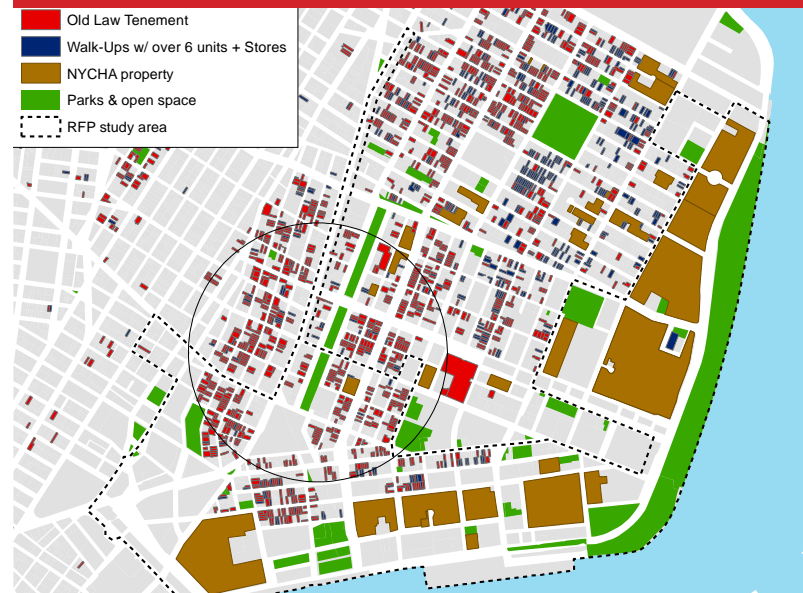 Old Law Tenement
Walk-Ups w/ over 6 units + Stores
NYCHA property
Parks & open space
RFP study area